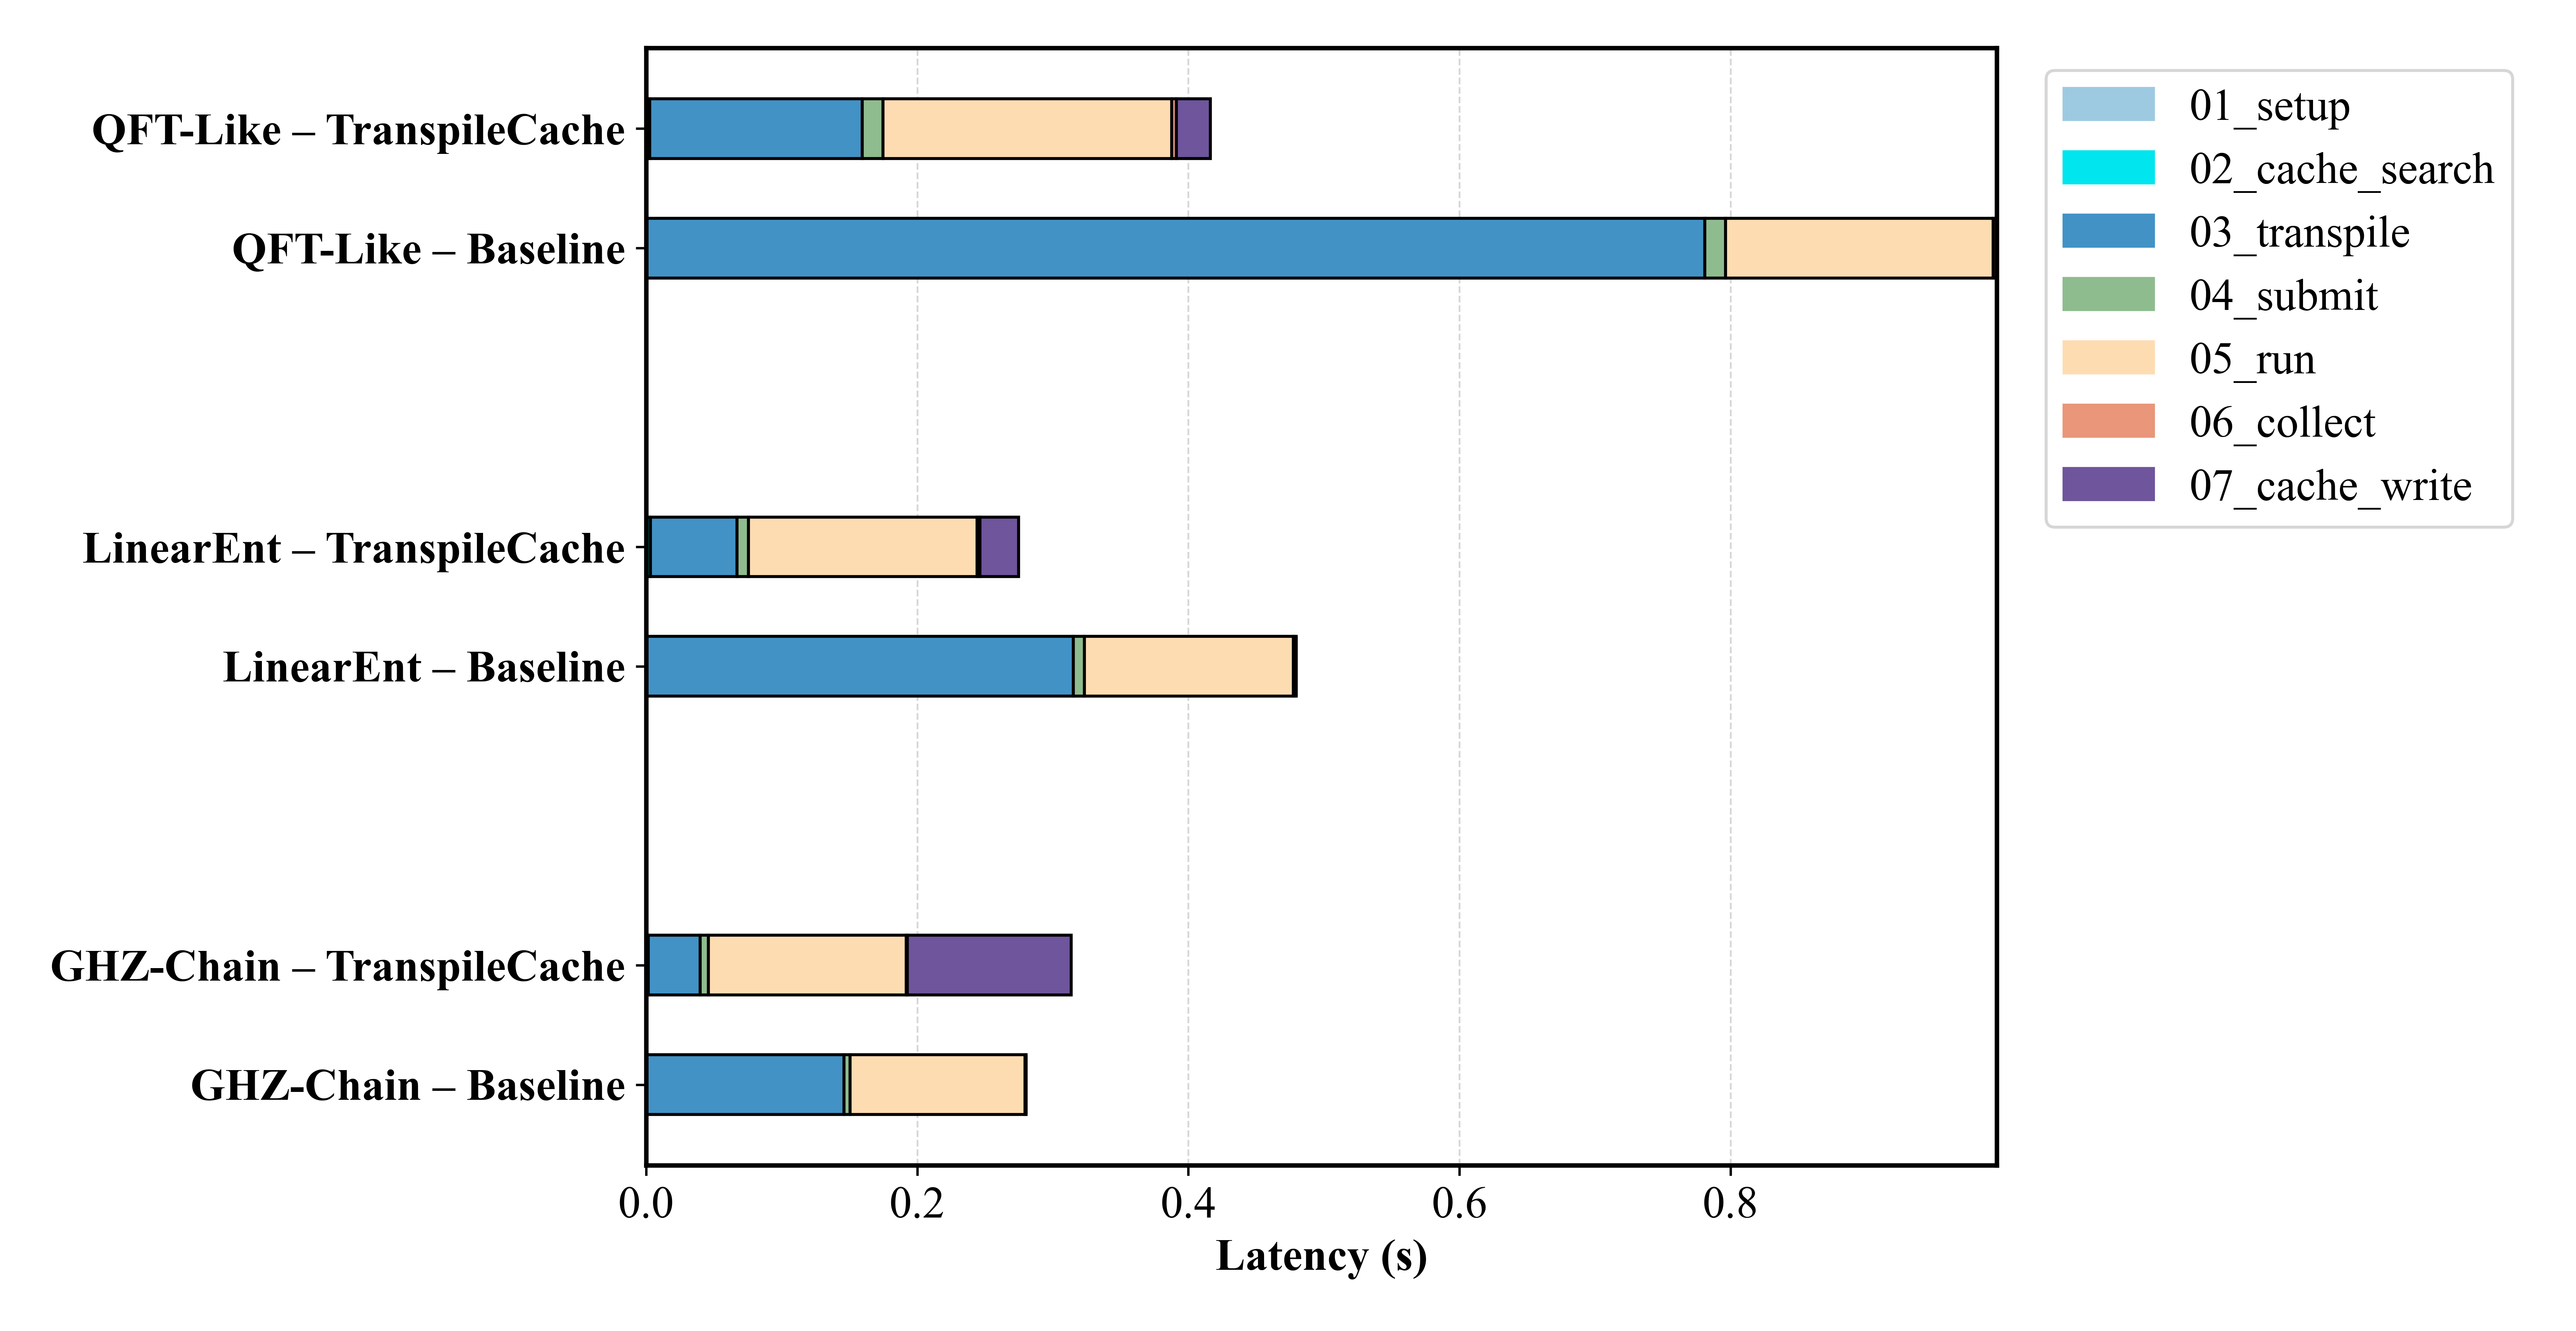 QFT-Like – TranspileCache
QFT-Like – Baseline
LinearEnt – TranspileCache
LinearEnt – Baseline
GHZ-Chain – TranspileCache
GHZ-Chain – Baseline
0.0 0.2 0.4 0.6 0.8
Latency (s)
01_setup
02_cache_search
03_transpile
04_submit
05_run
06_collect
07_cache_write